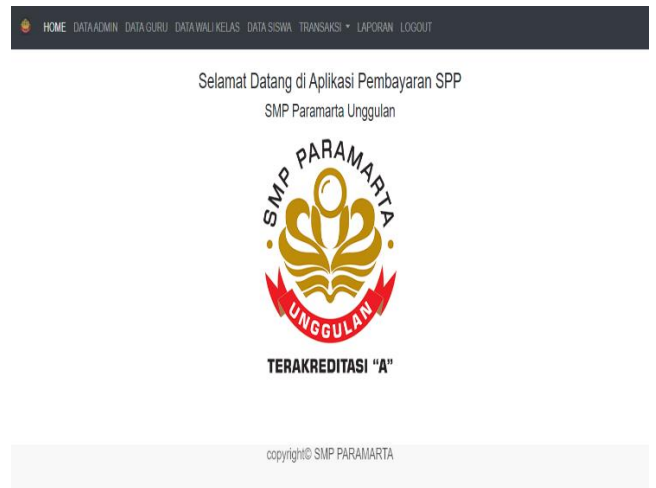 HOME DATA ADMIN DATA GURU DATA WALI KELAS DATA SISWA TRANSAKSI LAPORAN LOGOUT
Selamat Datang di Aplikasi Pembayaran SPP
SMP Paramarta Unggulan
SMP PARAMARTA
UNGGULAN
TERAKREDITASI "A"
copyright© SMP PARAMARTA